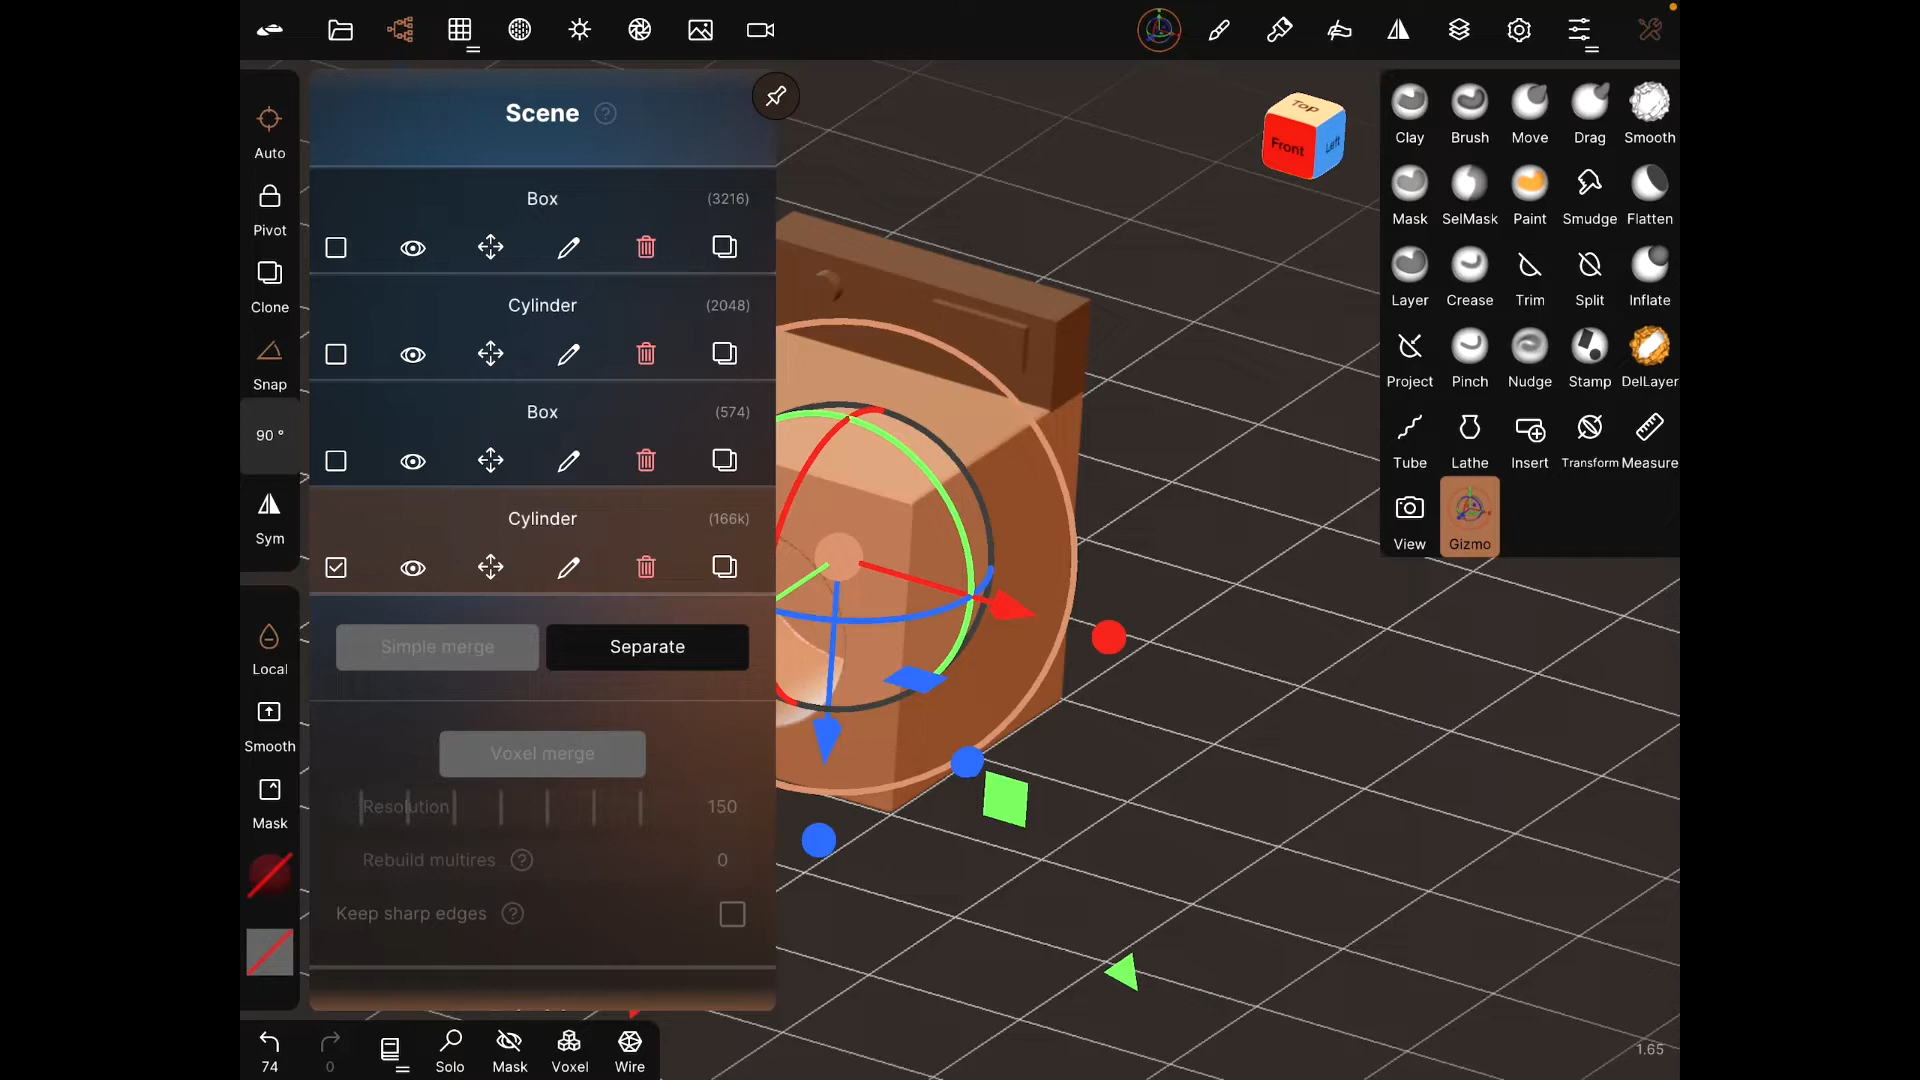 Scene ?
Auto
Pivot
Clone
Snap
90 °
Sym
Local
Smooth
Mask
Box (3216)
Cylinder (2048)
Box (574)
Cylinder (166k)
Simple merge Separate
Voxel merge
Resolution 150
Rebuild multires ? 0
Keep sharp edges ?
74 0 Solo Mask Voxel Wire
Top
Front Left
Clay Brush Move Drag Smooth
Mask SelMask Paint Smudge Flatten
Layer Crease Trim Split Inflate
Project Pinch Nudge Stamp DelLayer
Tube Lathe Insert Transform Measure
View Gizmo
1.65